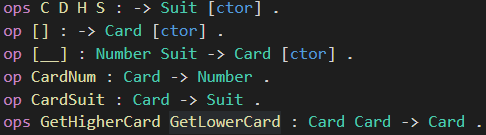 ops C D H S : -> Suit [ctor] .
op [] : -> Card [ctor] .
op [__] : Number Suit -> Card [ctor] .
op CardNum : Card -> Number .
op CardSuit : Card -> Suit .
ops GetHigherCard GetLowerCard : Card Card -> Card .